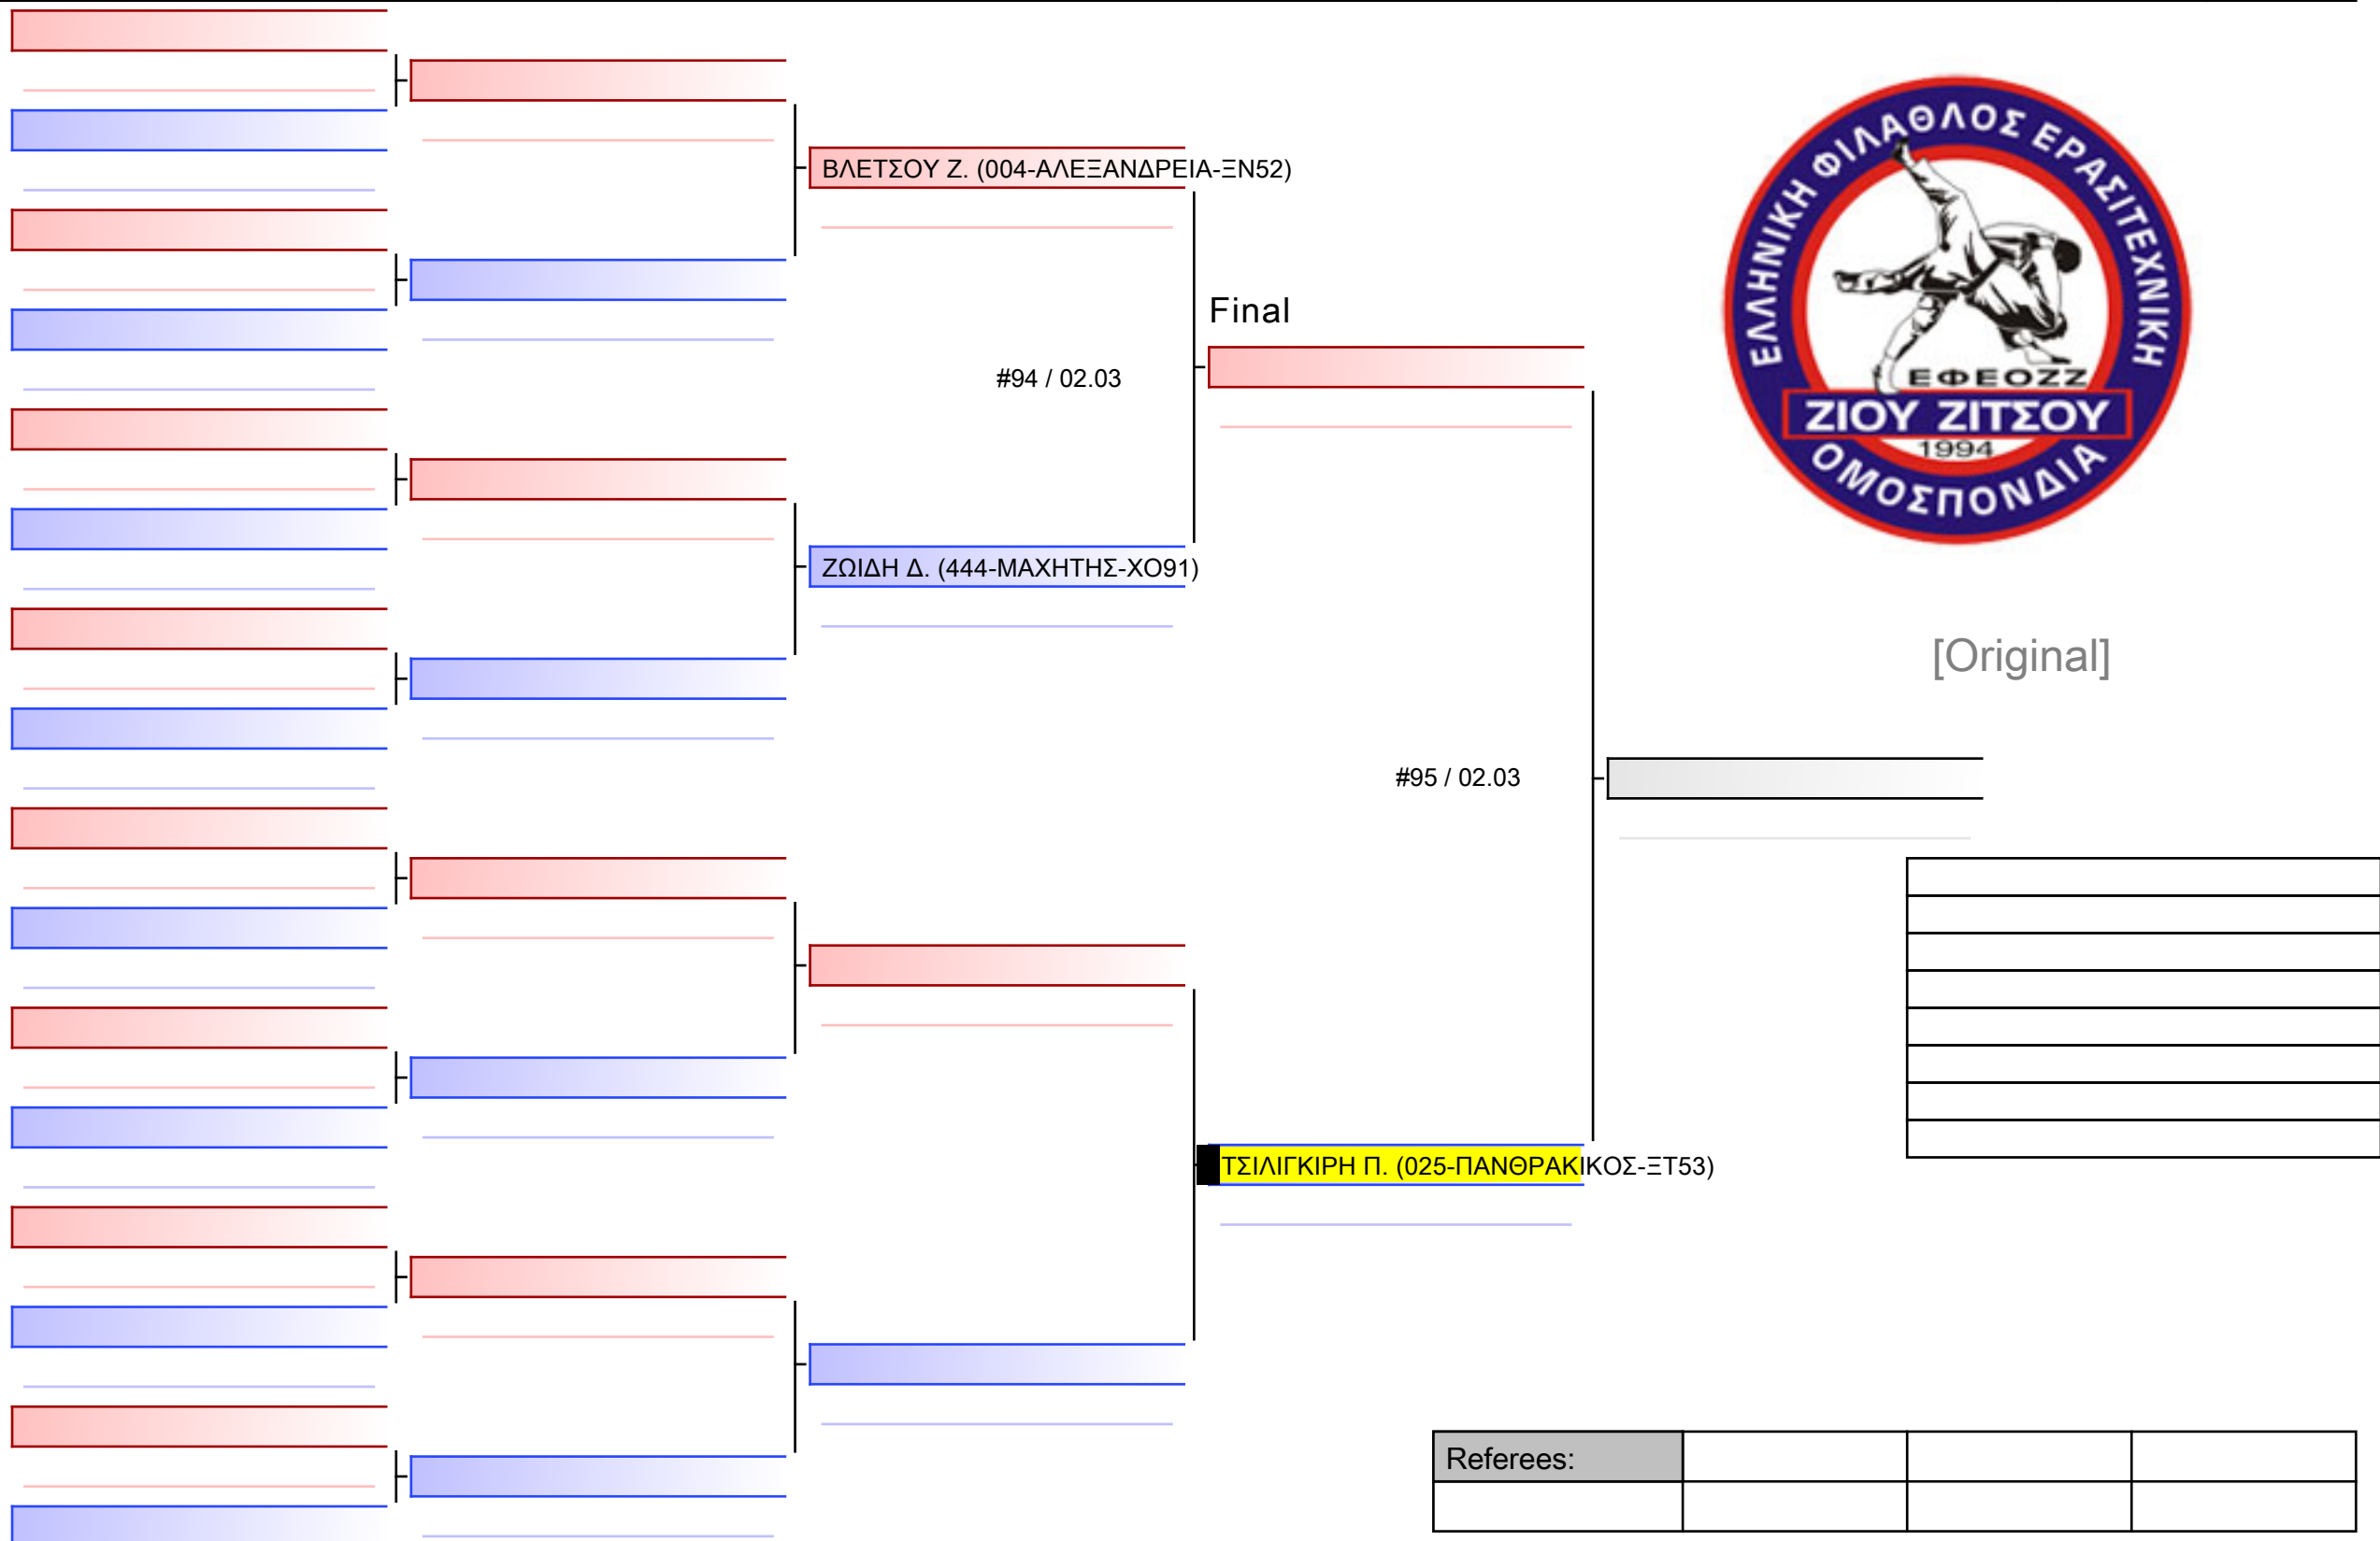 ΒΛΕΤΣΟΥ Ζ. (004-ΑΛΕΞΑΝΔΡΕΙΑ-ΞΝ52)
Final
#94 / 02.03
ΖΩΙΔΗ Δ. (444-ΜΑΧΗΤΗΣ-ΧΟ91)
ΕΛΛΗΝΙΚΗ ΦΙΛΑΘΛΟΣ ΕΡΑΣΙΤΕΧΝΙΚΗ
ΕΦΕΟΖΖ
ΖΙΟΥ ΖΙΤΣΟΥ
1994
ΟΜΟΣΠΟΝΔΙΑ
[Original]
#95 / 02.03
ΤΣΙΛΙΓΚΙΡΗ Π. (025-ΠΑΝΘΡΑΚΙΚΟΣ-ΞΤ53)
Referees: